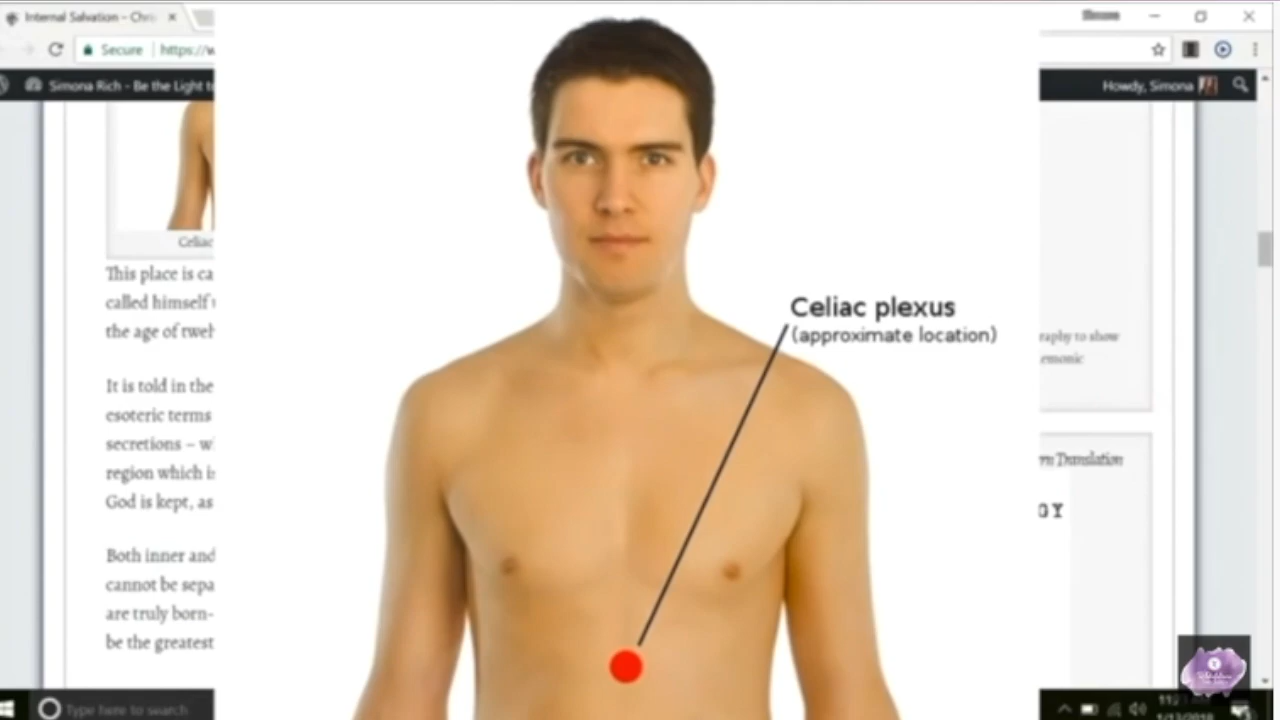 Internal Salvation – Chri
Secure
https://w
Simona Rich – Be the Light t
Howdy, Simona
Celiac plexus
(approximate location)
Celiac
This place is ca
called himself
the age of twel
raphy to show
emonic
It is told in the
esoteric terms
secretions – w
region which is
God is kept, as
rn Translation
G Y
Both inner and
cannot be sepa
are truly born-
be the greatest
Type here to search